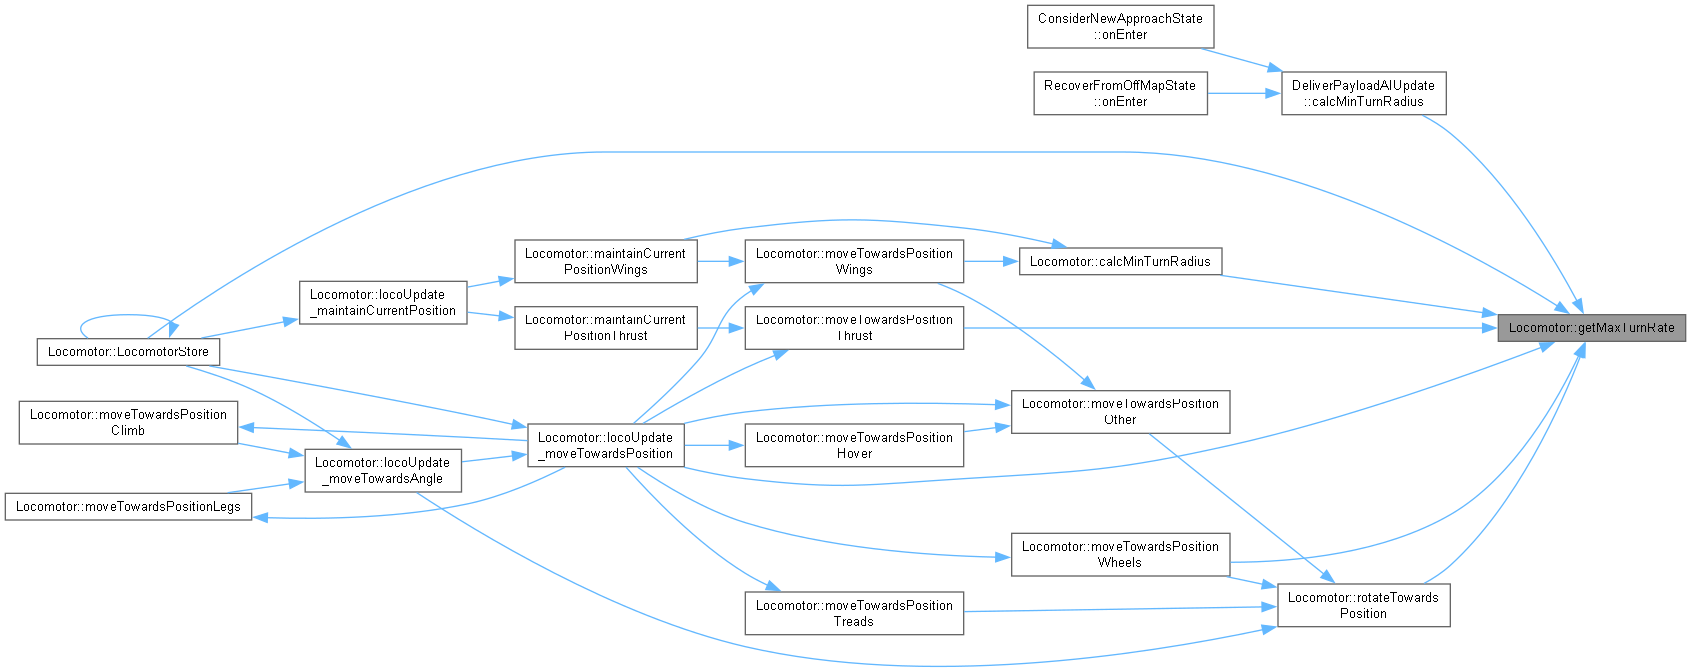 ConsiderNewApproachState
::onEnter
RecoverFromOffMapState
::onEnter
DeliverPayloadAIUpdate
::calcMinTurnRadius
Locomotor::maintainCurrent
PositionWings
Locomotor::moveTowardsPosition
Wings
Locomotor::calcMinTurnRadius
Locomotor::locoUpdate
_maintainCurrentPosition
Locomotor::maintainCurrent
PositionThrust
Locomotor::moveTowardsPosition
Thrust
Locomotor::getMaxTurnRate
Locomotor::LocomotorStore
Locomotor::moveTowardsPosition
Climb
Locomotor::moveTowardsPosition
Other
Locomotor::locoUpdate
_moveTowardsPosition
Locomotor::moveTowardsPosition
Hover
Locomotor::locoUpdate
_moveTowardsAngle
Locomotor::moveTowardsPositionLegs
Locomotor::moveTowardsPosition
Wheels
Locomotor::moveTowardsPosition
Treads
Locomotor::rotateTowards
Position